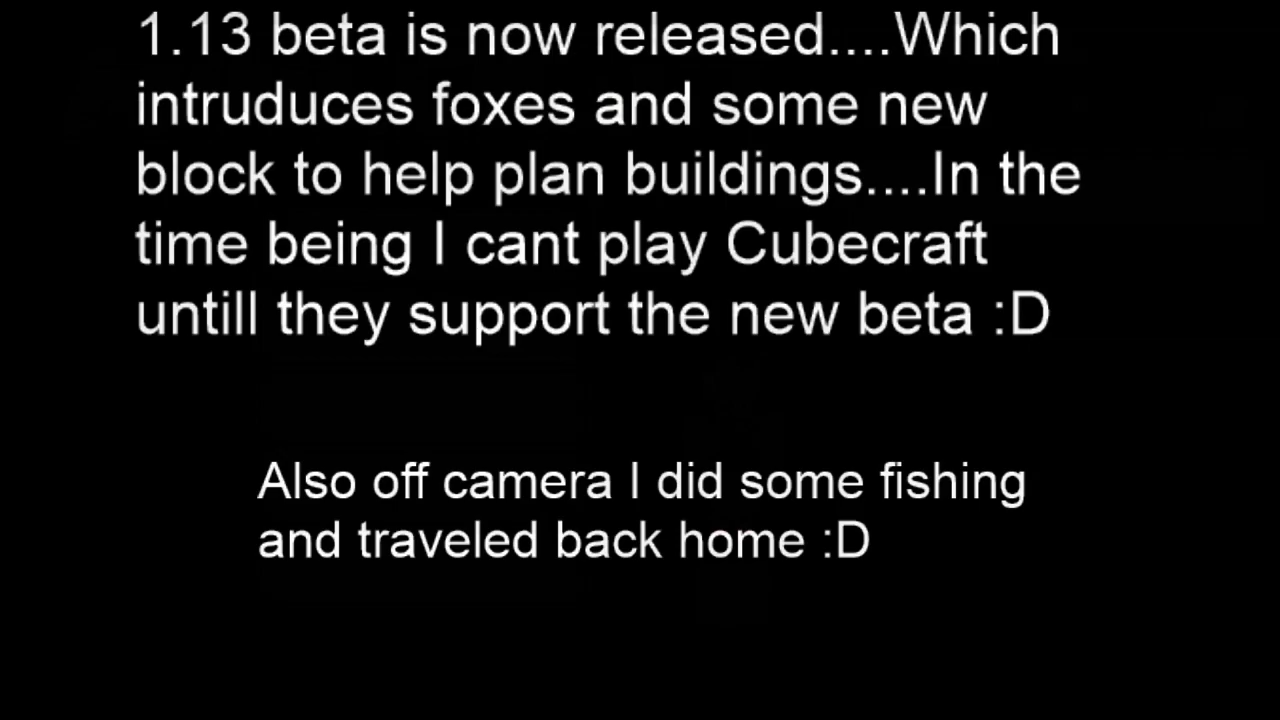 1.13 beta is now released....Which
intruduces foxes and some new
block to help plan buildings....In the
time being I cant play Cubecraft
untill they support the new beta :D
Also off camera I did some fishing
and traveled back home :D